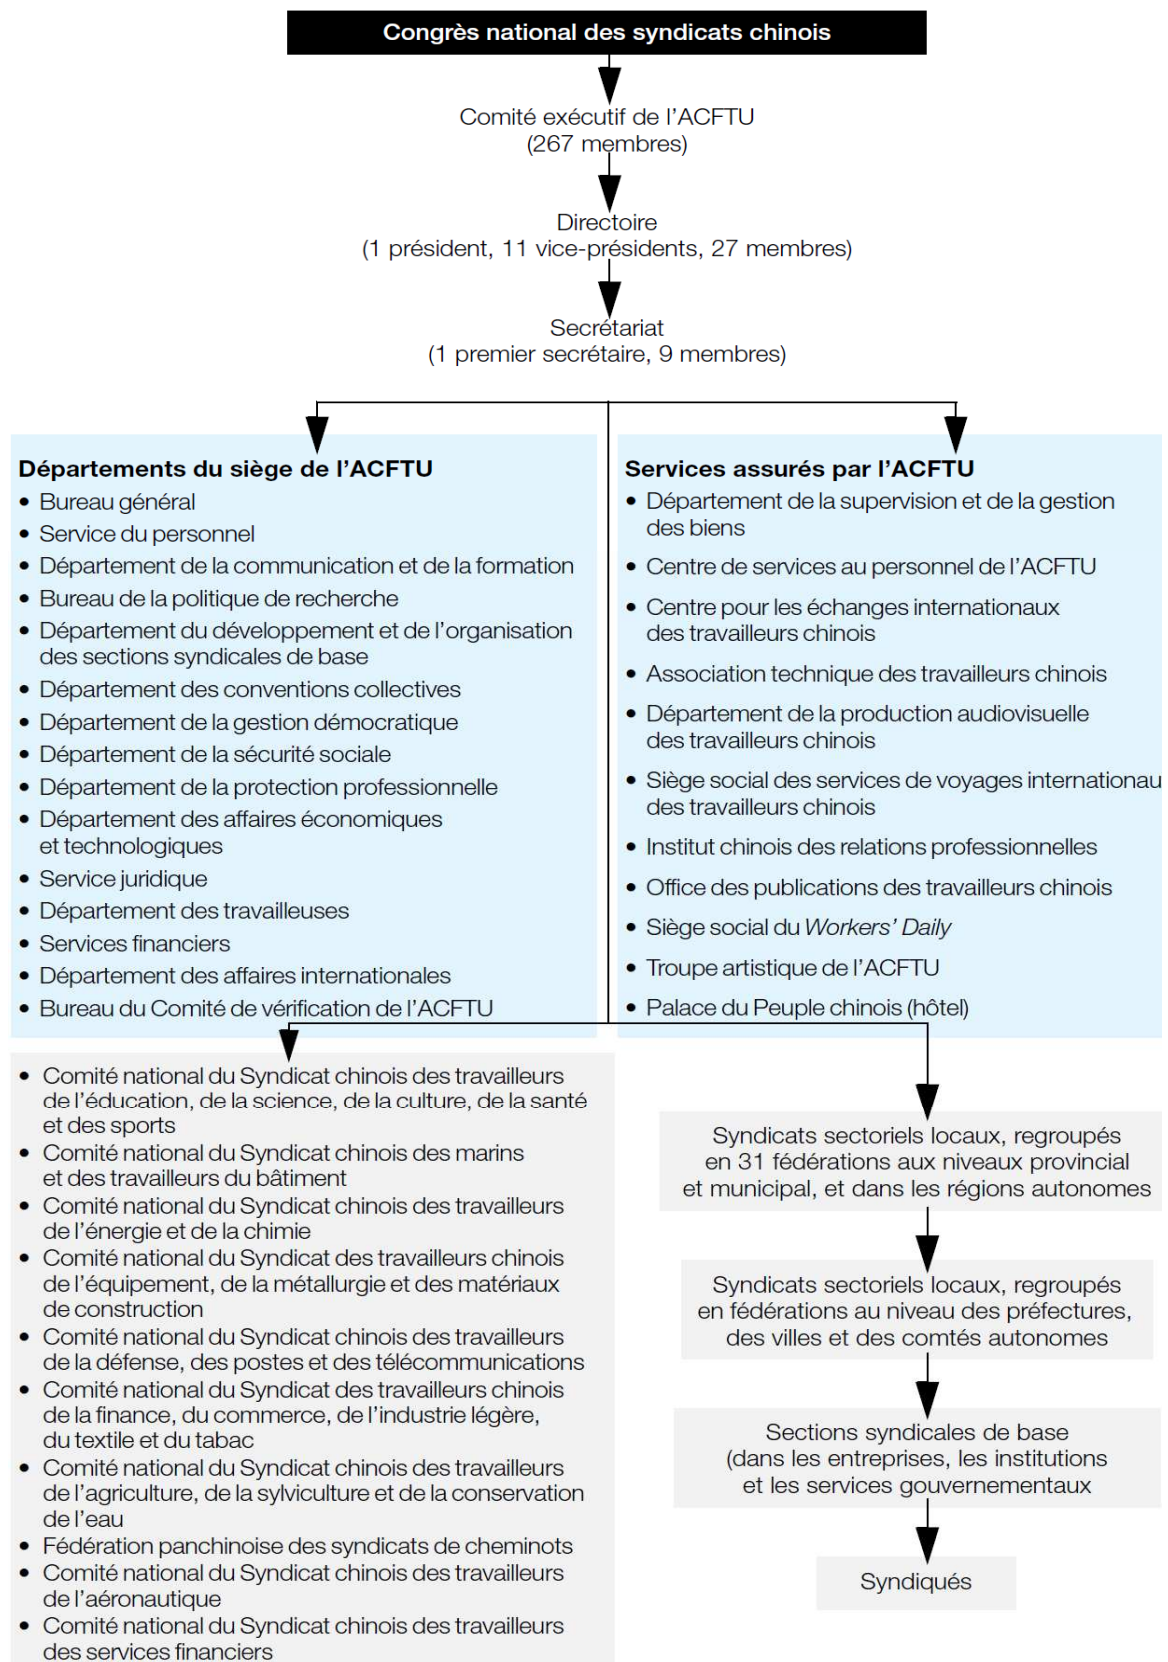 Congrès national des syndicats chinois
Comité exécutif de l'ACFTU
(267 membres)
Directoire
(1 président, 11 vice-présidents, 27 membres)
Secrétariat
(1 premier secrétaire, 9 membres)
Départements du siège de l'ACFTU
• Bureau général
• Service du personnel
• Département de la communication et de la formation
• Bureau de la politique de recherche
• Département du développement et de l'organisation
des sections syndicales de base
• Département des conventions collectives
• Département de la gestion démocratique
• Département de la sécurité sociale
• Département de la protection professionnelle
• Département des affaires économiques
et technologiques
• Service juridique
• Département des travailleuses
• Services financiers
• Département des affaires internationales
• Bureau du Comité de vérification de l'ACFTU
Services assurés par l'ACFTU
• Département de la supervision et de la gestion
des biens
• Centre de services au personnel de l'ACFTU
• Centre pour les échanges internationaux
des travailleurs chinois
• Association technique des travailleurs chinois
• Département de la production audiovisuelle
des travailleurs chinois
• Siège social des services de voyages internationau
des travailleurs chinois
• Institut chinois des relations professionnelles
• Office des publications des travailleurs chinois
• Siège social du Workers' Daily
• Troupe artistique de l'ACFTU
• Palace du Peuple chinois (hôtel)
• Comité national du Syndicat chinois des travailleurs
de l'éducation, de la science, de la culture, de la santé
et des sports
• Comité national du Syndicat chinois des marins
et des travailleurs du bâtiment
• Comité national du Syndicat chinois des travailleurs
de l'énergie et de la chimie
• Comité national du Syndicat des travailleurs chinois
de l'équipement, de la métallurgie et des matériaux
de construction
• Comité national du Syndicat chinois des travailleurs
de la défense, des postes et des télécommunications
• Comité national du Syndicat des travailleurs chinois
de la finance, du commerce, de l'industrie légère,
du textile et du tabac
• Comité national du Syndicat chinois des travailleurs
de l'agriculture, de la sylviculture et de la conservation
de l'eau
• Fédération panchinoise des syndicats de cheminots
• Comité national du Syndicat chinois des travailleurs
de l'aéronautique
• Comité national du Syndicat chinois des travailleurs
des services financiers
Syndicats sectoriels locaux, regroupés
en 31 fédérations aux niveaux provincial
et municipal, et dans les régions autonomes
Syndicats sectoriels locaux, regroupés
en fédérations au niveau des préfectures,
des villes et des comtés autonomes
Sections syndicales de base
(dans les entreprises, les institutions
et les services gouvernementaux
Syndiqués